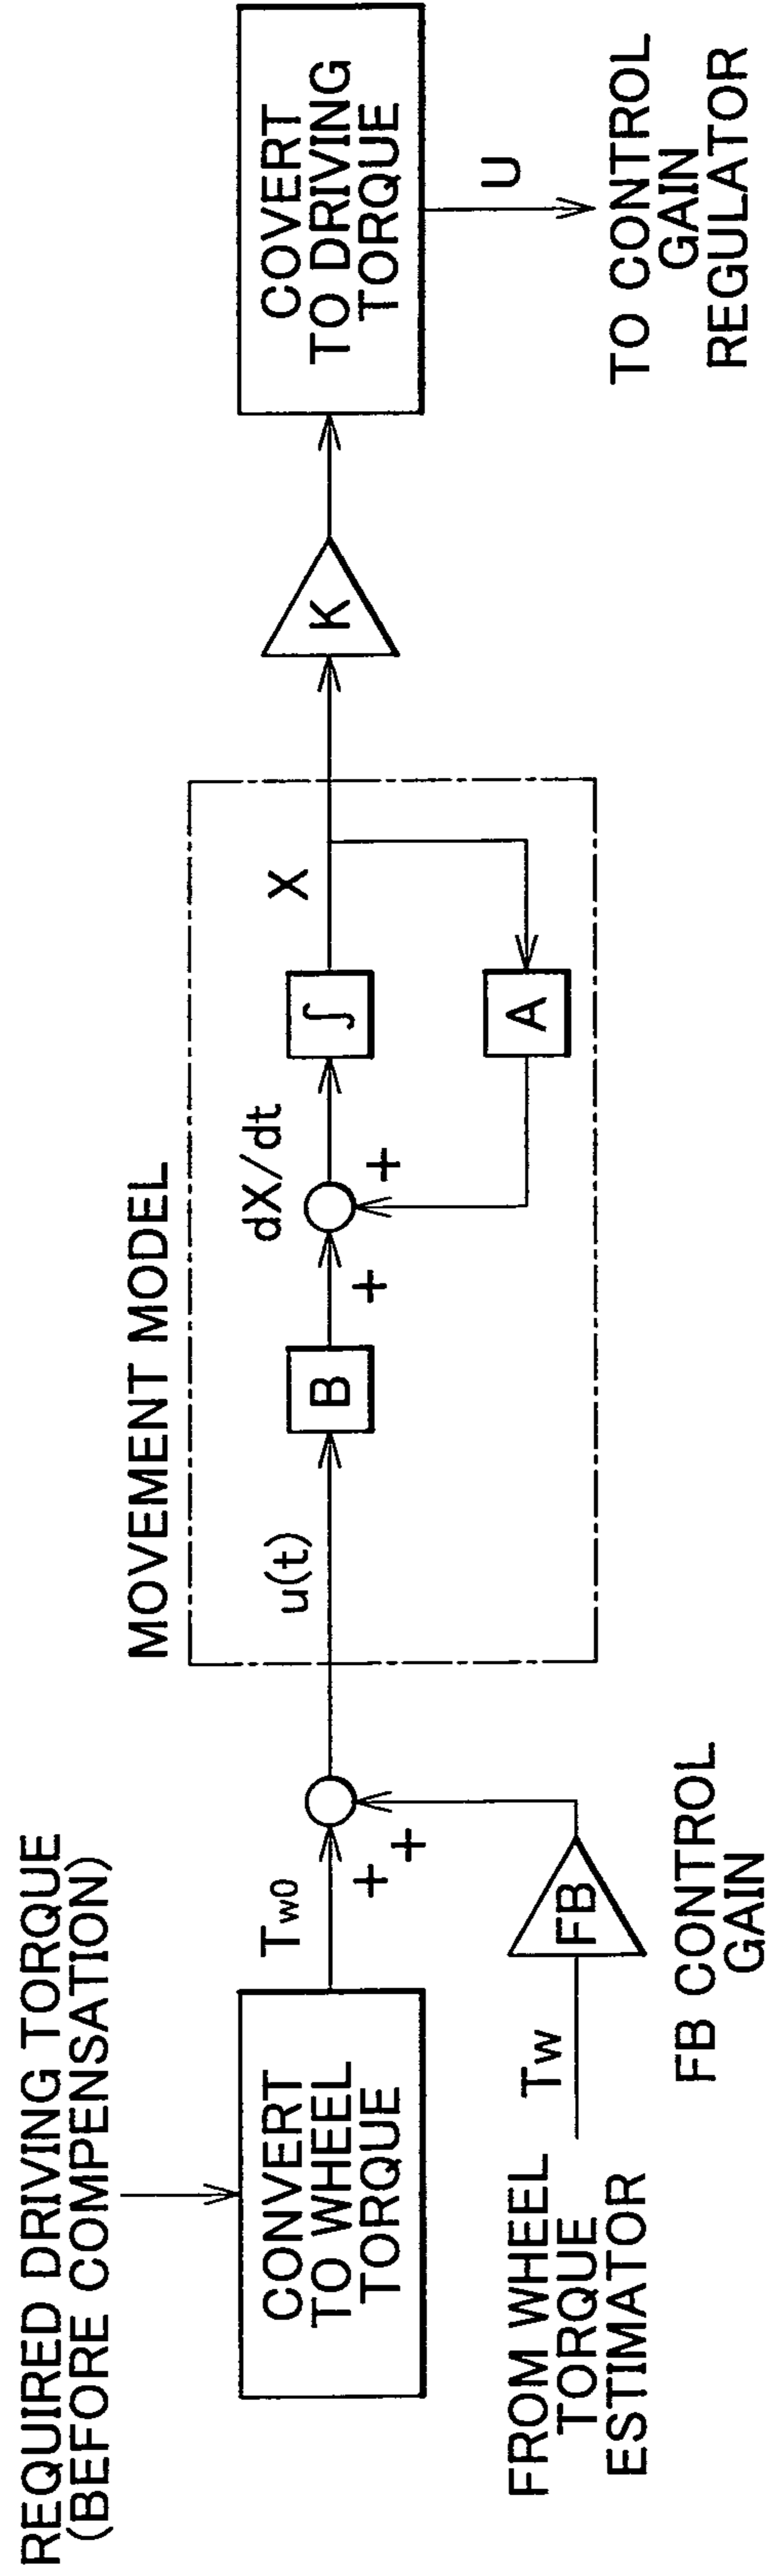 REQUIRED DRIVING TORQUE
(BEFORE COMPENSATION)
CONVERT
TO WHEEL
TORQUE
Tw0
+
+
FROM WHEEL
TORQUE
ESTIMATOR
Tw
FB
FB CONTROL
GAIN
MOVEMENT MODEL
u(t)
B
+
+
dX/dt
∫
X
A
K
COVERT
TO DRIVING
TORQUE
U
TO CONTROL
GAIN
REGULATOR